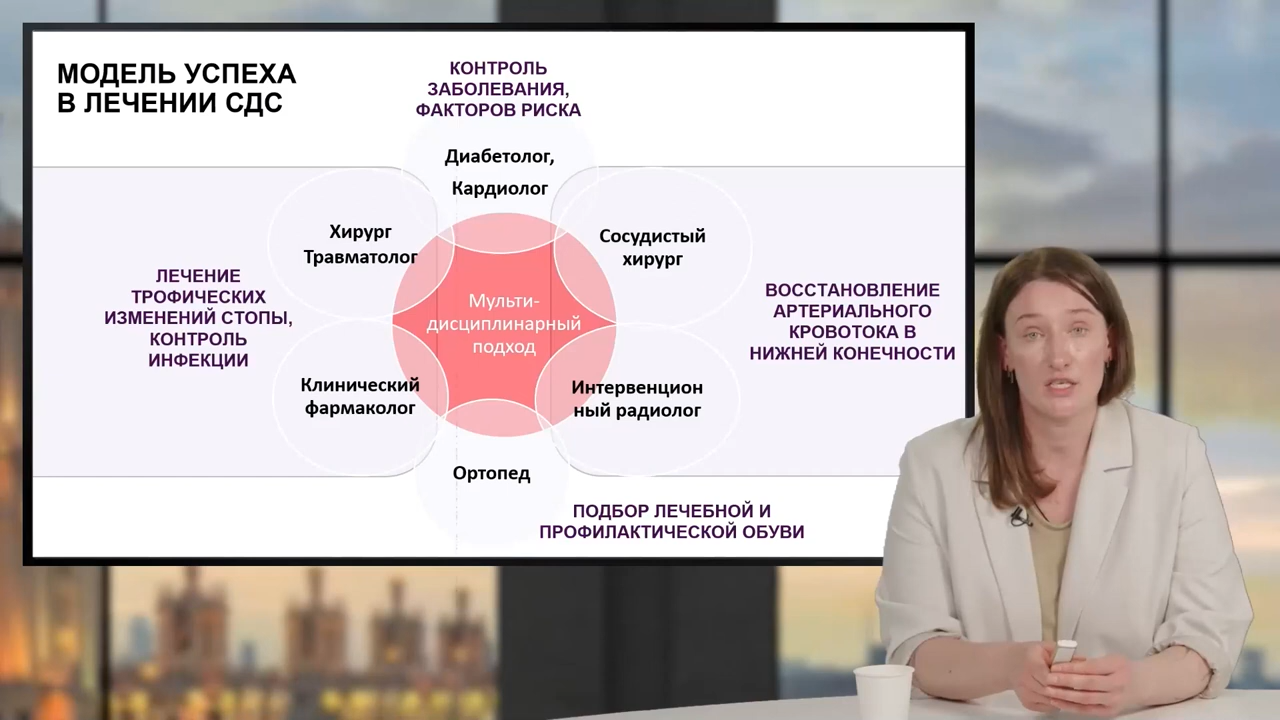 МОДЕЛЬ УСПЕХА
В ЛЕЧЕНИИ СДС
КОНТРОЛЬ
ЗАБОЛЕВАНИЯ,
ФАКТОРОВ РИСКА
Диабетолог,
Кардиолог
Хирург
Травматолог
Сосудистый
хирург
ЛЕЧЕНИЕ
ТРОФИЧЕСКИХ
ИЗМЕНЕНИЙ СТОПЫ,
КОНТРОЛЬ
ИНФЕКЦИИ
Мульти-
дисциплинарный
подход
ВОССТАНОВЛЕНИЕ
АРТЕРИАЛЬНОГО
КРОВОТОКА В
НИЖНЕЙ КОНЕЧНОСТИ
Клинический
фармаколог
Интервенцион
ный радиолог
Ортопед
ПОДБОР ЛЕЧЕБНОЙ И
ПРОФИЛАКТИЧЕСКОЙ ОБУВИ